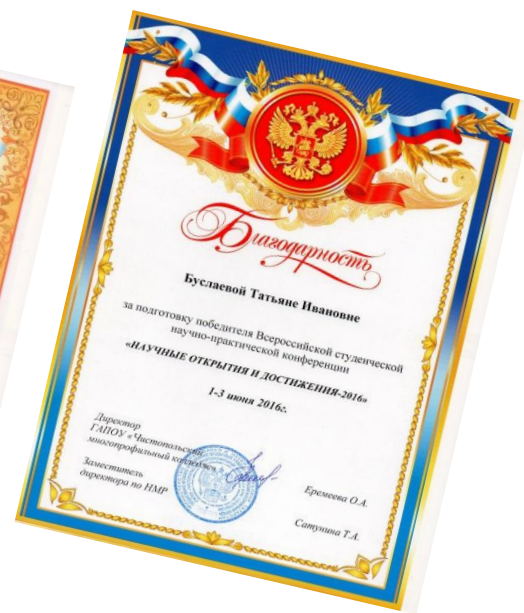 Благодарность
Буслаевой Татьяне Ивановне
за подготовку победителя Всероссийской студенческой
научно-практической конференции
«НАУЧНЫЕ ОТКРЫТИЯ И ДОСТИЖЕНИЯ-2016»
1-3 июня 2016г.
Директор
ГАПОУ «Чистопольский
многопрофильный колледж»
Еремеева О.А.
Заместитель
директора по НМР
Сатунина Т.А.